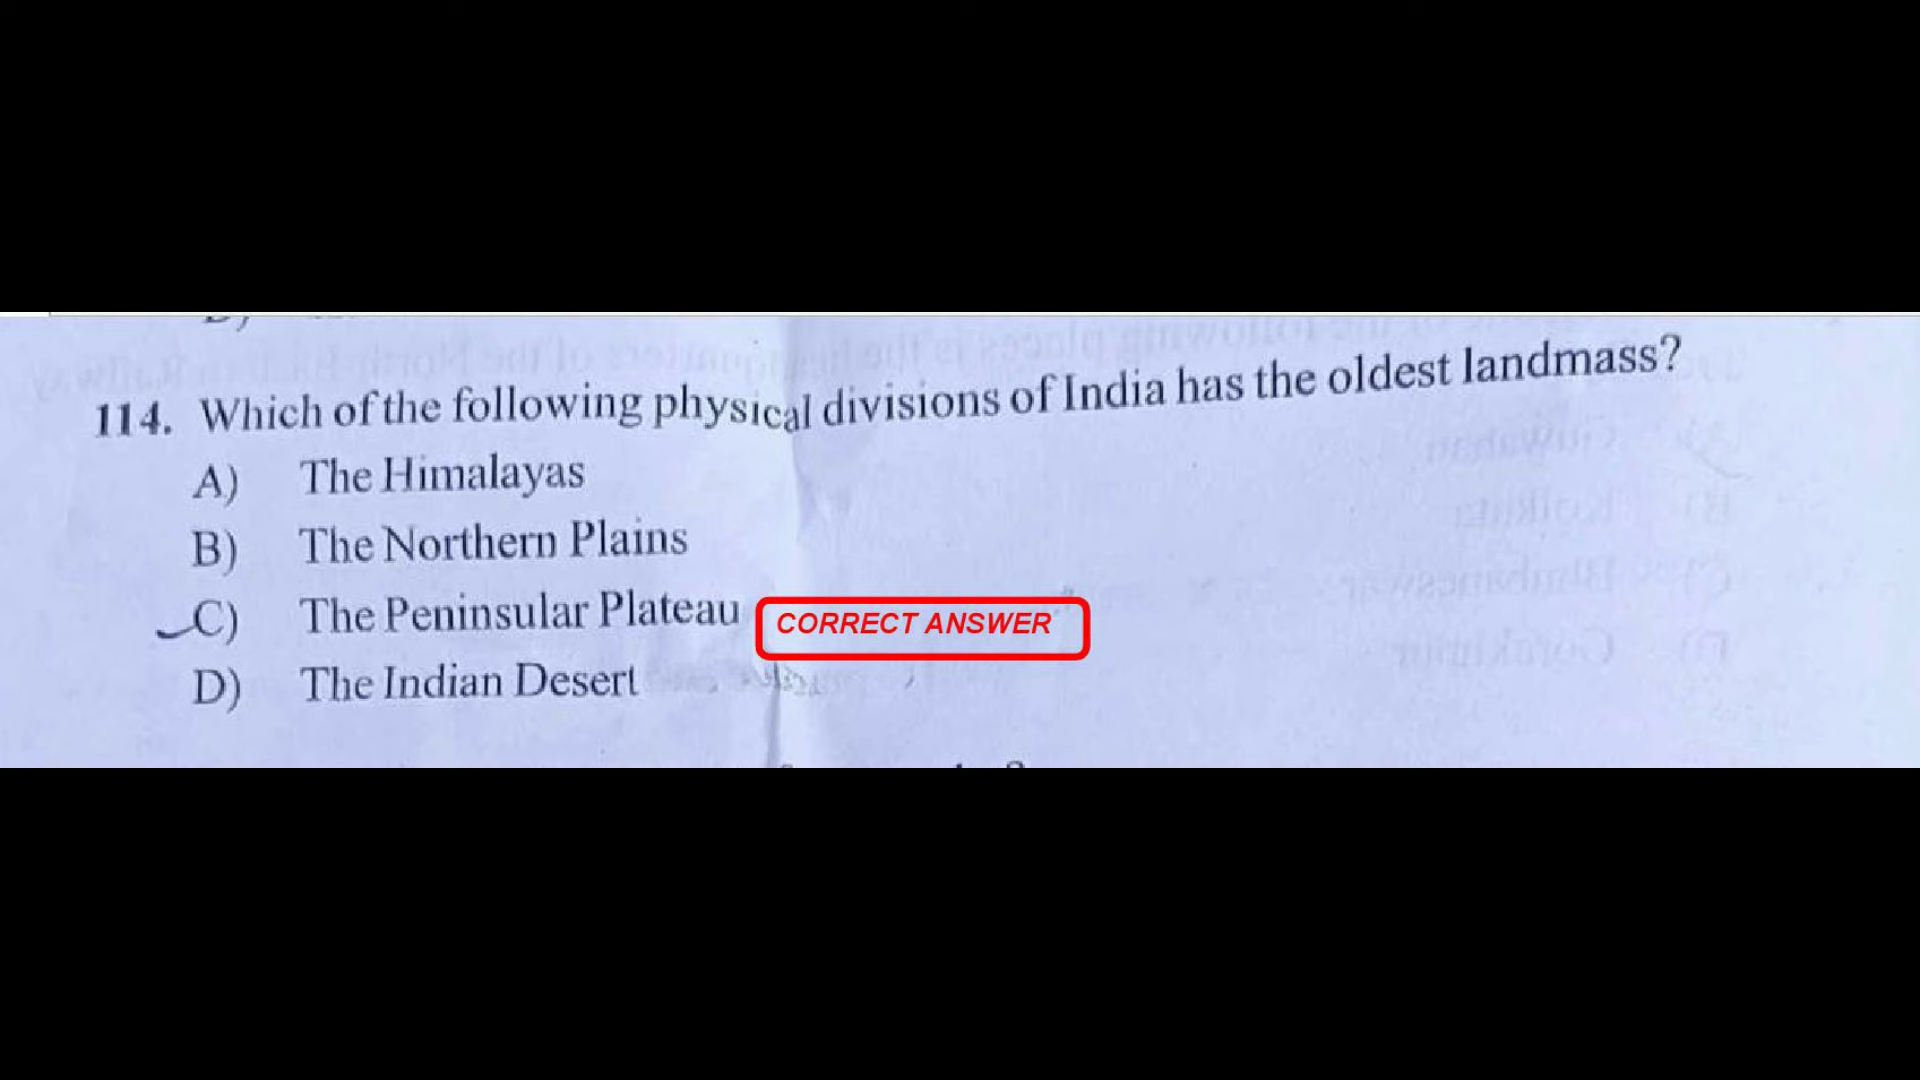 114. Which of the following physical divisions of India has the oldest landmass?
A) The Himalayas
B) The Northern Plains
C) The Peninsular Plateau CORRECT ANSWER
D) The Indian Desert